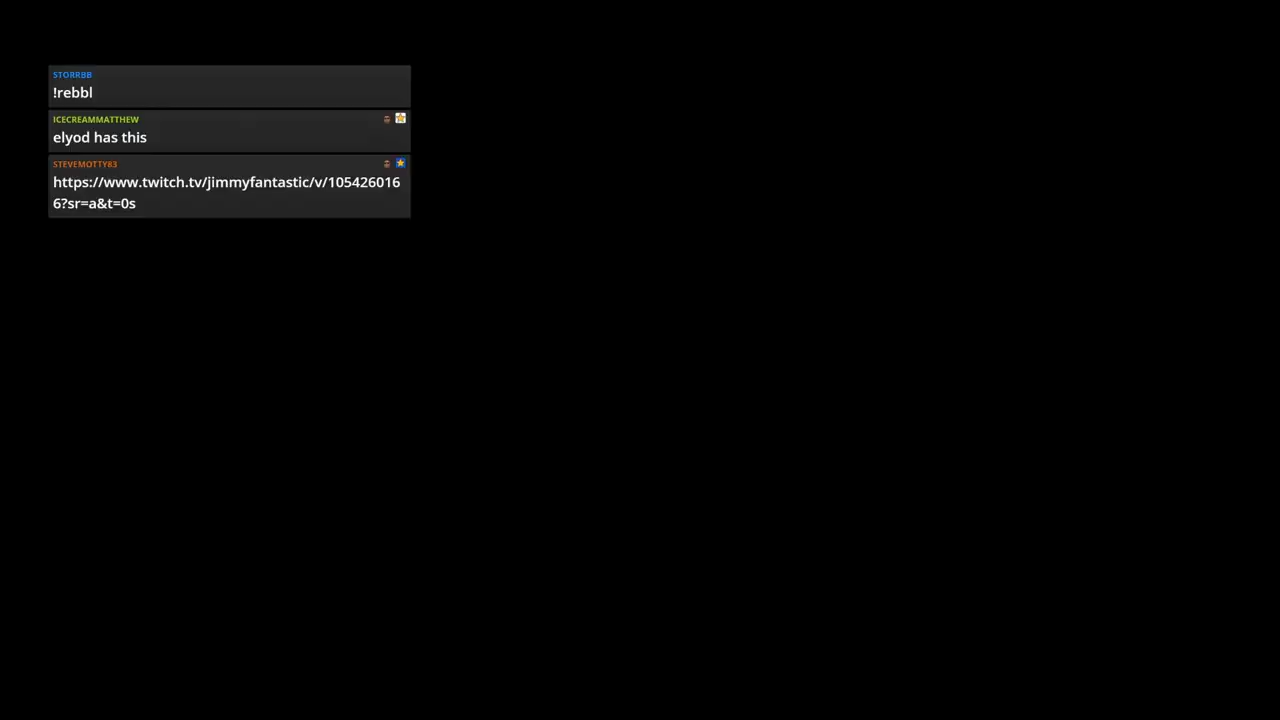 STORRBB
!rebbl
ICECREAMMATTHEW
elyod has this
STEVEMOTTY83
https://www.twitch.tv/jimmyfantastic/v/105426016
6?sr=a&t=0s